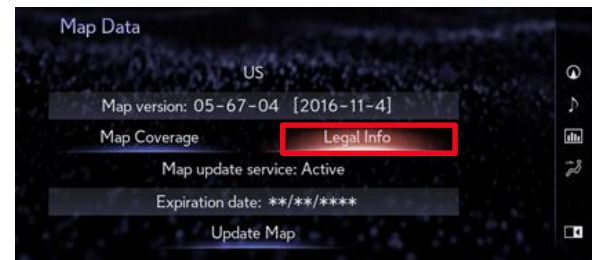 Map Data
US
Map version: 05-67-04 [2016-11-4]
Map Coverage Legal Info
Map update service: Active
Expiration date: **/**/****
Update Map